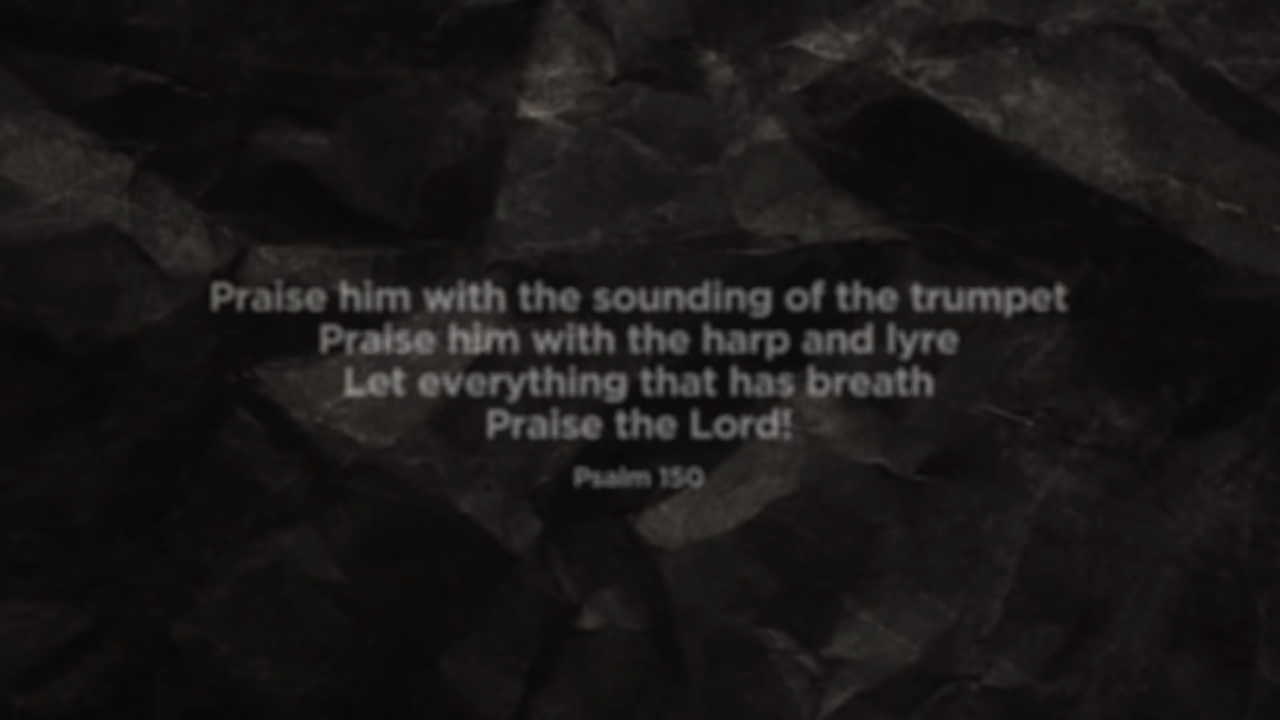 Praise him with the sounding of the trumpet
Praise him with the harp and lyre
Let everything that has breath
Praise the Lord!
Psalm 150